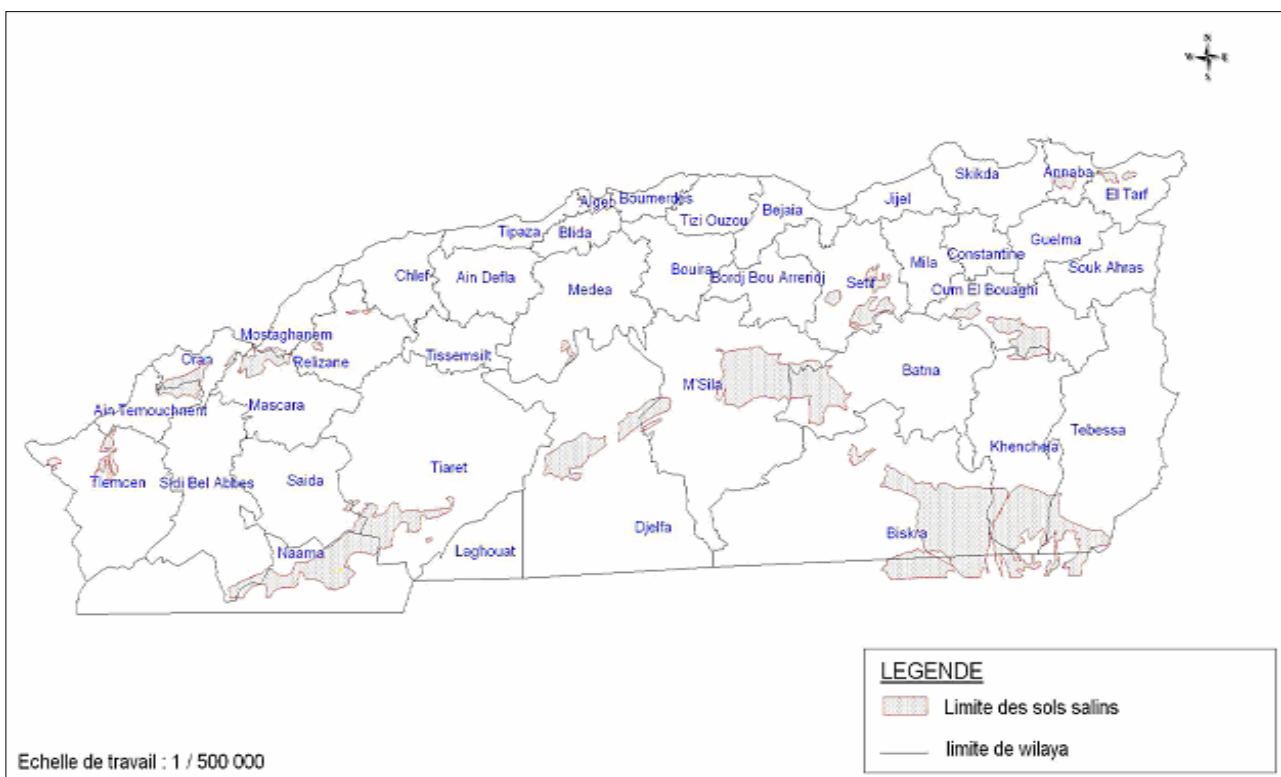 N
W E
S
Skikda
Annaba
El Tarf
Jijel
Alger
Boumerdes
Tizi Ouzou
Bejaia
Tipaza
Blida
Guelma
Constantine
Mila
Souk Ahras
Chlef
Ain Defla
Medea
Bouira
Bordj Bou Arreridj
Setif
Oum El Bouaghi
Mostaghanem
Oran
Relizane
Tissemsilt
M'Sila
Batna
Ain Temouchnent
Mascara
Tebessa
Khenchela
Tlemcen
Sidi Bel Abbes
Saida
Tiaret
Naama
Laghouat
Djelfa
Biskra
LEGENDE
Limite des sols salins
limite de wilaya
Echelle de travail : 1 / 500 000